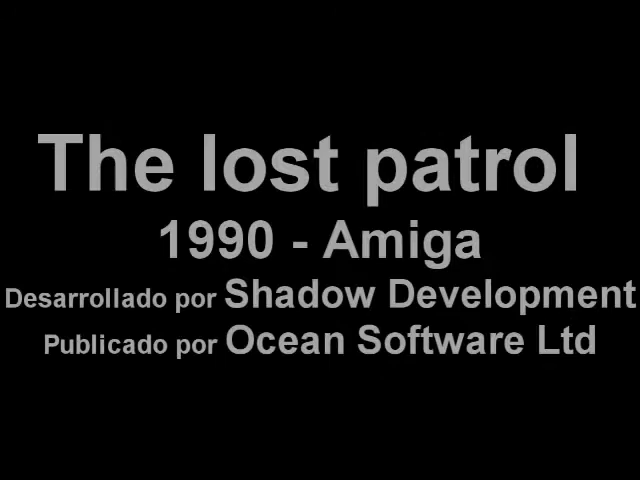 The lost patrol
1990 - Amiga
Desarrollado por Shadow Development
Publicado por Ocean Software Ltd